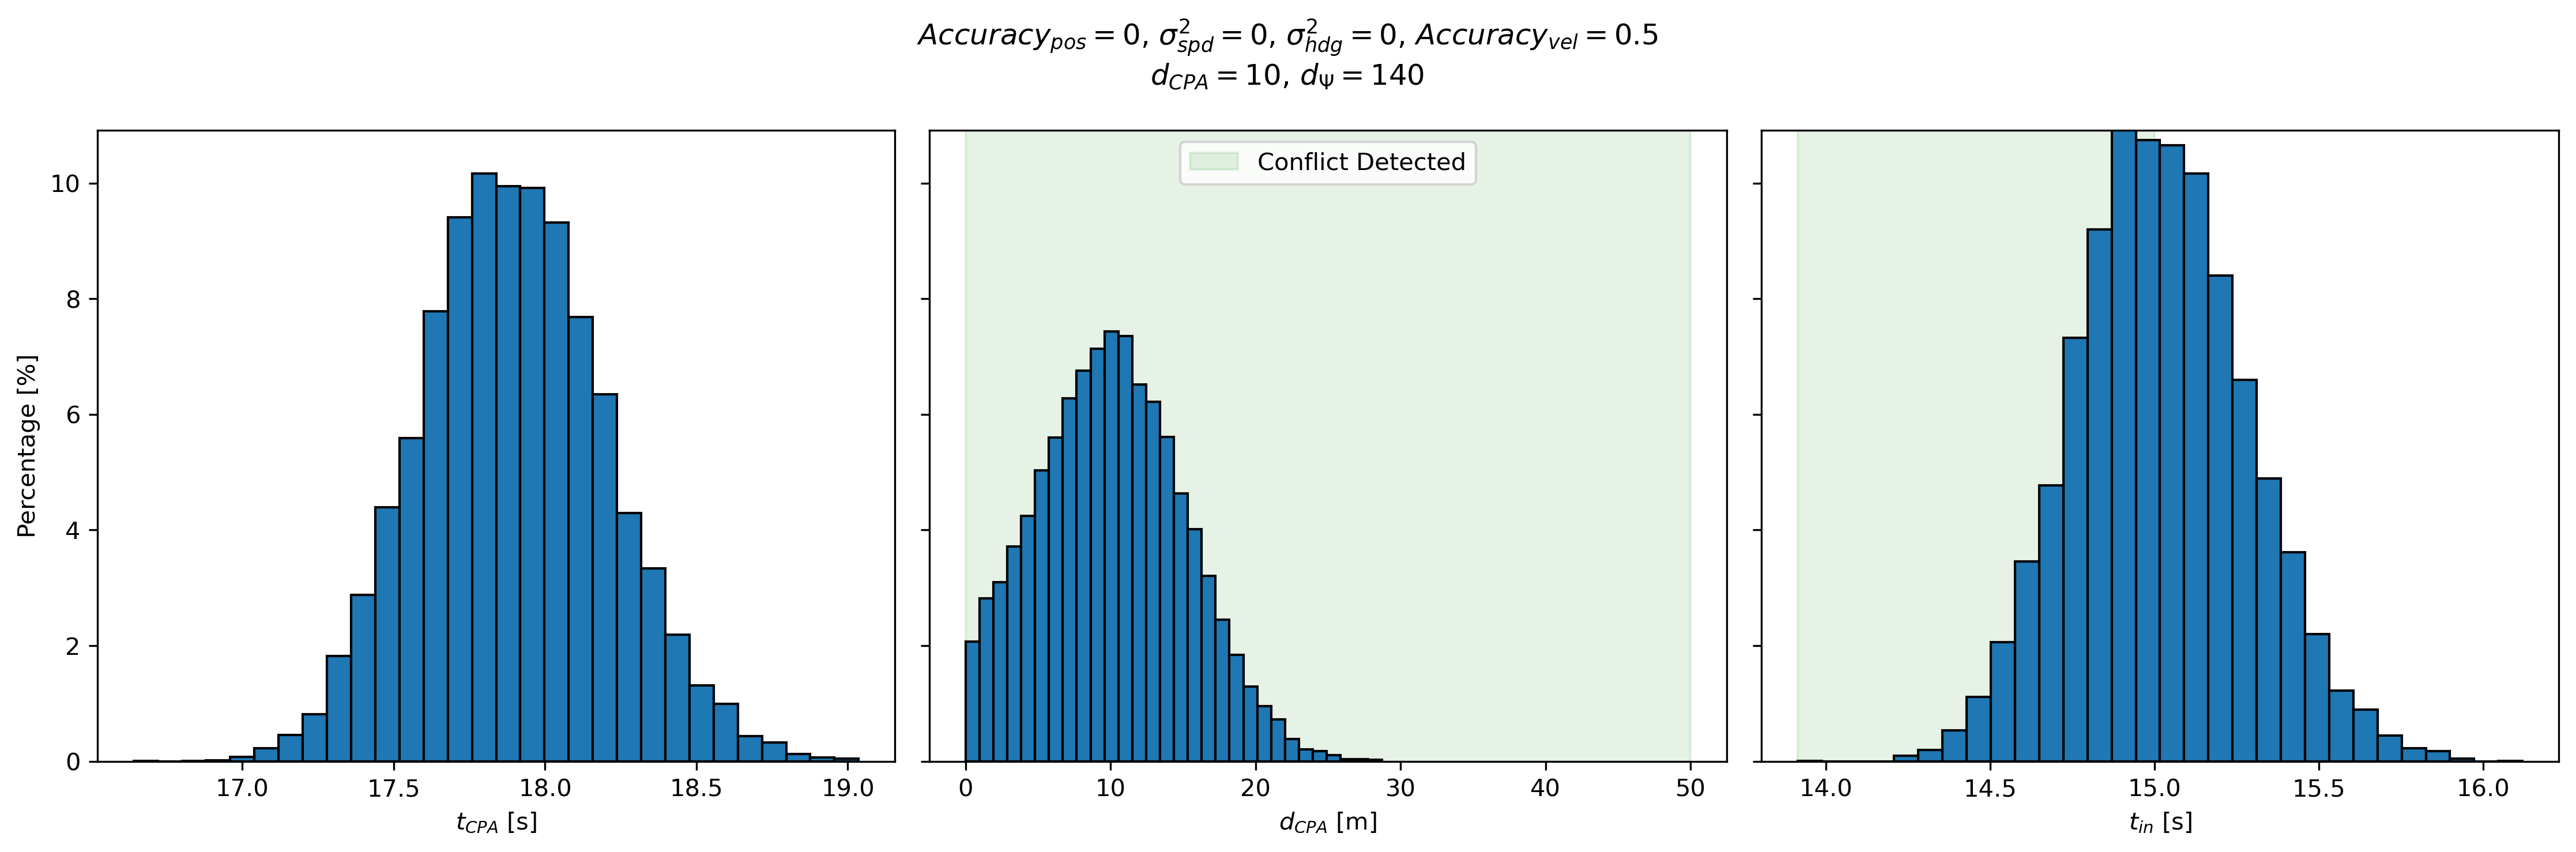 Accuracy_pos = 0, σ²_spd = 0, σ²_hdg = 0, Accuracy_vel = 0.5
d_CPA = 10, d_Ψ = 140
Percentage [%]
10
8
6
4
2
0
17.0 17.5 18.0 18.5 19.0
t_CPA [s]
Conflict Detected
0 10 20 30 40 50
d_CPA [m]
14.0 14.5 15.0 15.5 16.0
t_in [s]